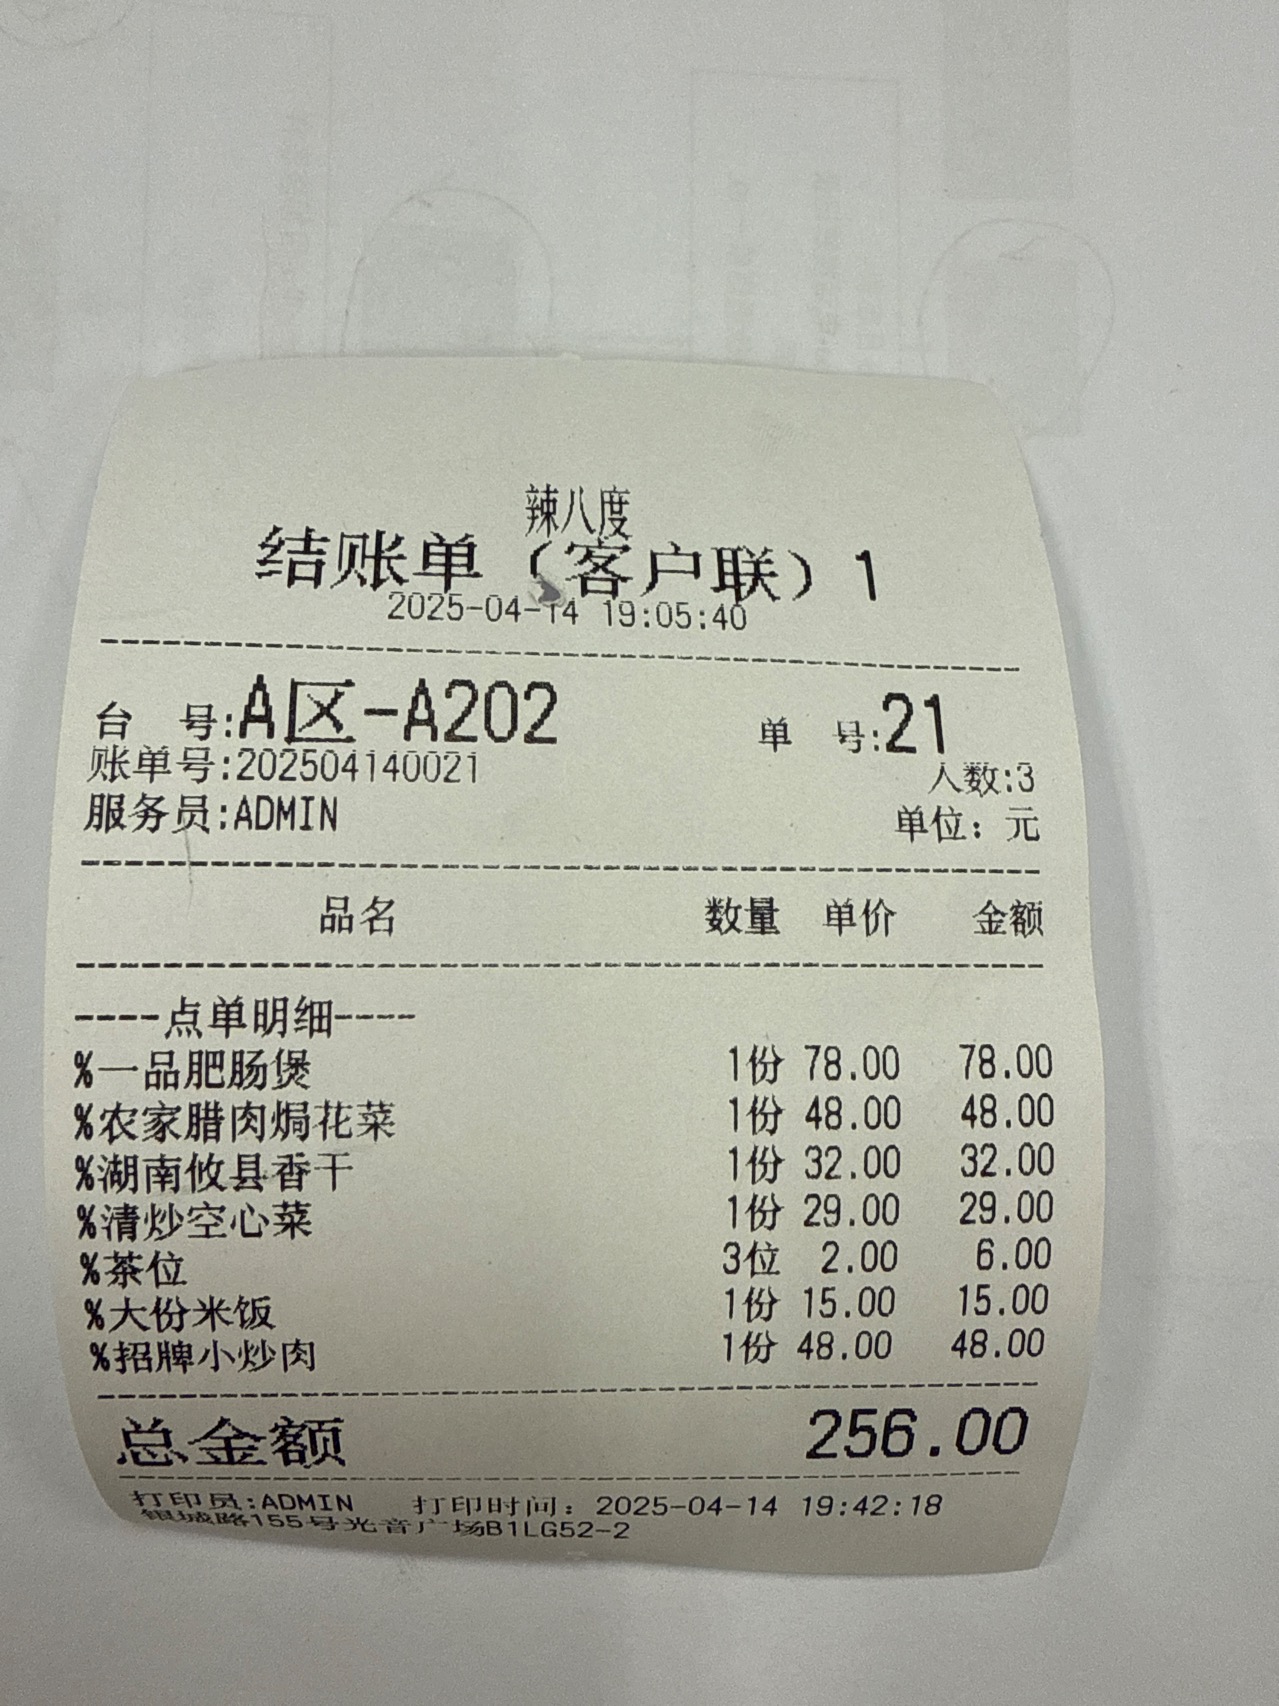 辣八度
结账单（客户联）1
2025-04-14 19:05:40
台 号:A区-A202 单 号:21
账单号:202504140021 人数:3
服务员:ADMIN 单位：元
品名 数量 单价 金额
----点单明细----
%一品肥肠煲 1份 78.00 78.00
%农家腊肉焗花菜 1份 48.00 48.00
%湖南攸县香干 1份 32.00 32.00
%清炒空心菜 1份 29.00 29.00
%茶位 3位 2.00 6.00
%大份米饭 1份 15.00 15.00
%招牌小炒肉 1份 48.00 48.00
总金额 256.00
打印员:ADMIN 打印时间：2025-04-14 19:42:18
银城路155号光音广场B1LG52-2